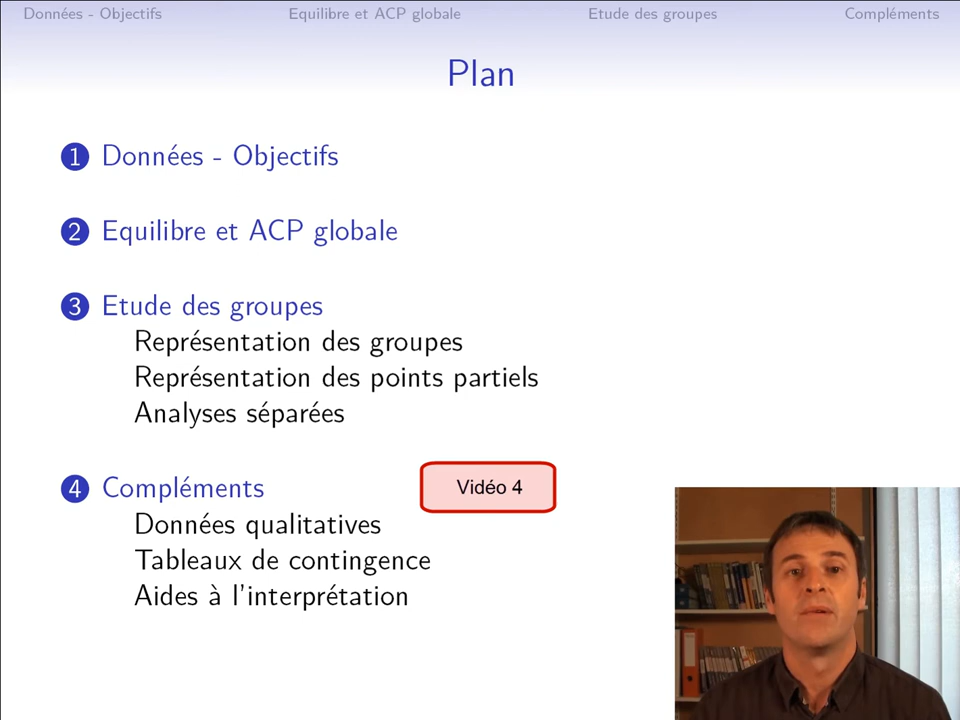 Données - Objectifs Equilibre et ACP globale Etude des groupes Compléments
Plan
1 Données - Objectifs
2 Equilibre et ACP globale
3 Etude des groupes
Représentation des groupes
Représentation des points partiels
Analyses séparées
4 Compléments
Vidéo 4
Données qualitatives
Tableaux de contingence
Aides à l'interprétation